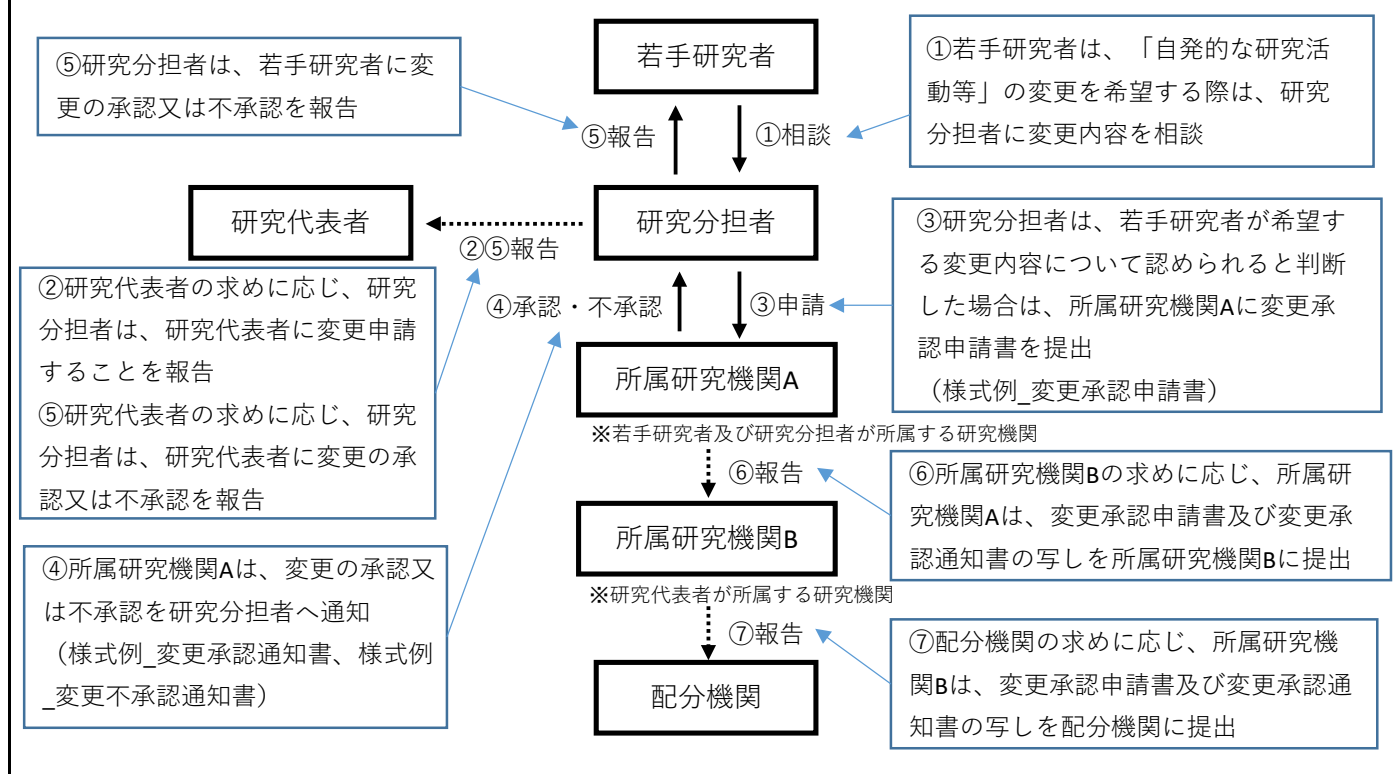 若手研究者
⑤研究分担者は、若手研究者に変
更の承認又は不承認を報告
①若手研究者は、「自発的な研究活
動等」の変更を希望する際は、研究
分担者に変更内容を相談
⑤報告
①相談
研究代表者
研究分担者
②⑤報告
③研究分担者は、若手研究者が希望す
る変更内容について認められると判断
した場合は、所属研究機関Aに変更承
認申請書を提出
（様式例_変更承認申請書）
②研究代表者の求めに応じ、研究
分担者は、研究代表者に変更申請
することを報告
⑤研究代表者の求めに応じ、研究
分担者は、研究代表者に変更の承
認又は不承認を報告
④承認・不承認
③申請
所属研究機関A
※若手研究者及び研究分担者が所属する研究機関
⑥報告
⑥所属研究機関Bの求めに応じ、所属研
究機関Aは、変更承認申請書及び変更承
認通知書の写しを所属研究機関Bに提出
所属研究機関B
※研究代表者が所属する研究機関
④所属研究機関Aは、変更の承認又
は不承認を研究分担者へ通知
（様式例_変更承認通知書、様式例
_変更不承認通知書）
⑦報告
⑦配分機関の求めに応じ、所属研究機
関Bは、変更承認申請書及び変更承認通
知書の写しを配分機関に提出
配分機関